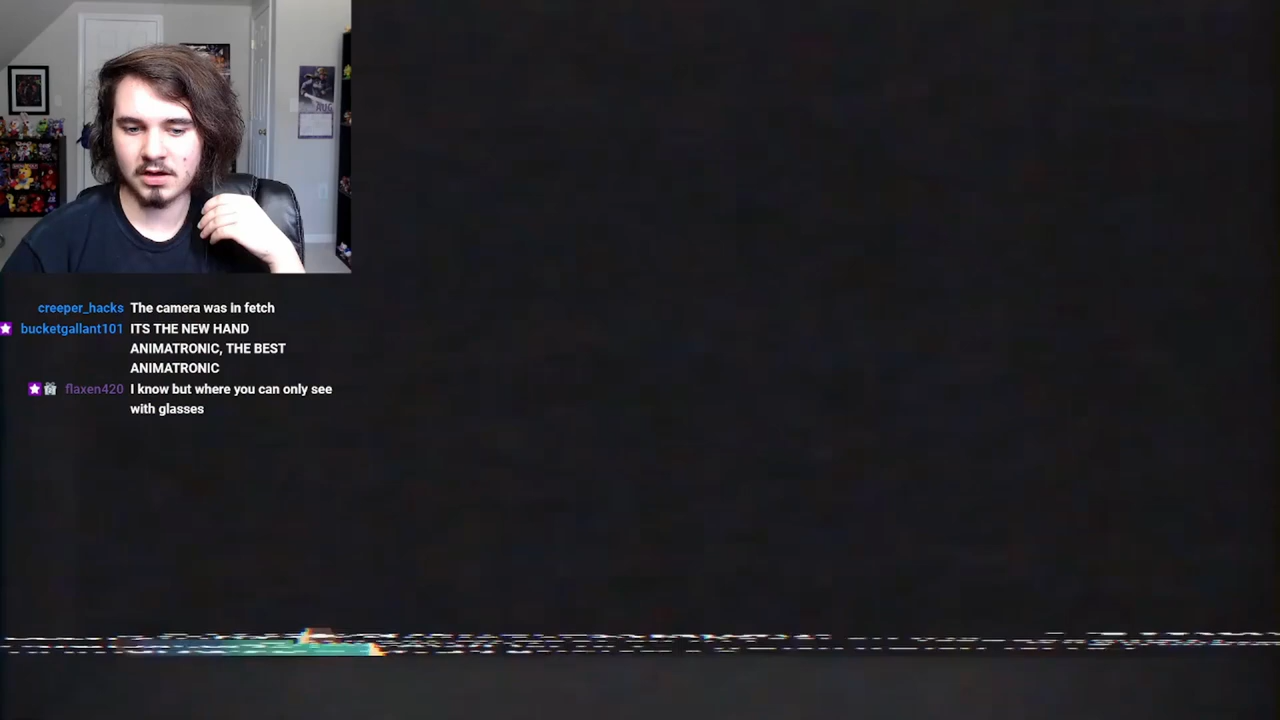 AUG
creeper_hacks The camera was in fetch
bucketgallant101 ITS THE NEW HAND
ANIMATRONIC, THE BEST
ANIMATRONIC
flaxen420 I know but where you can only see
with glasses